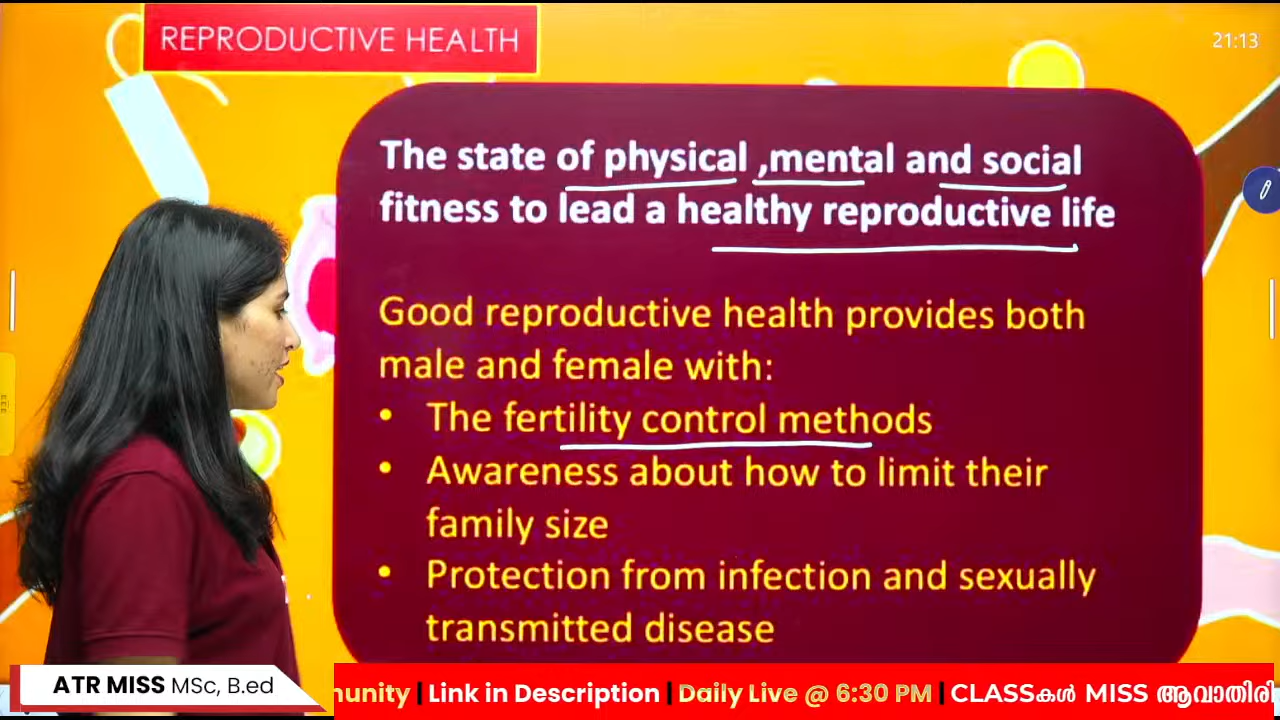 REPRODUCTIVE HEALTH
21:13
The state of physical ,mental and social
fitness to lead a healthy reproductive life
Good reproductive health provides both
male and female with:
• The fertility control methods
• Awareness about how to limit their
family size
• Protection from infection and sexually
transmitted disease
ATR MISS MSc, B.ed
| Link in Description | Daily Live @ 6:30 PM | CLASSകൾ MISS